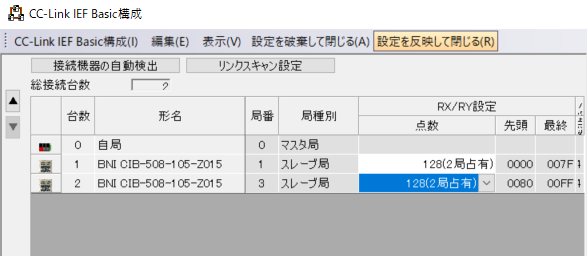 CC-Link IEF Basic構成
CC-Link IEF Basic構成(I) 編集(E) 表示(V) 設定を破棄して閉じる(A) 設定を反映して閉じる(R)
接続機器の自動検出 リンクスキャン設定
総接続台数 2
台数 形名 局番 局種別 RX/RY設定
点数 先頭 最終
0 自局 0 マスタ局
1 BNI CIB-508-105-Z015 1 スレーブ局 128(2局占有) 0000 007F
2 BNI CIB-508-105-Z015 3 スレーブ局 128(2局占有) 0080 00FF